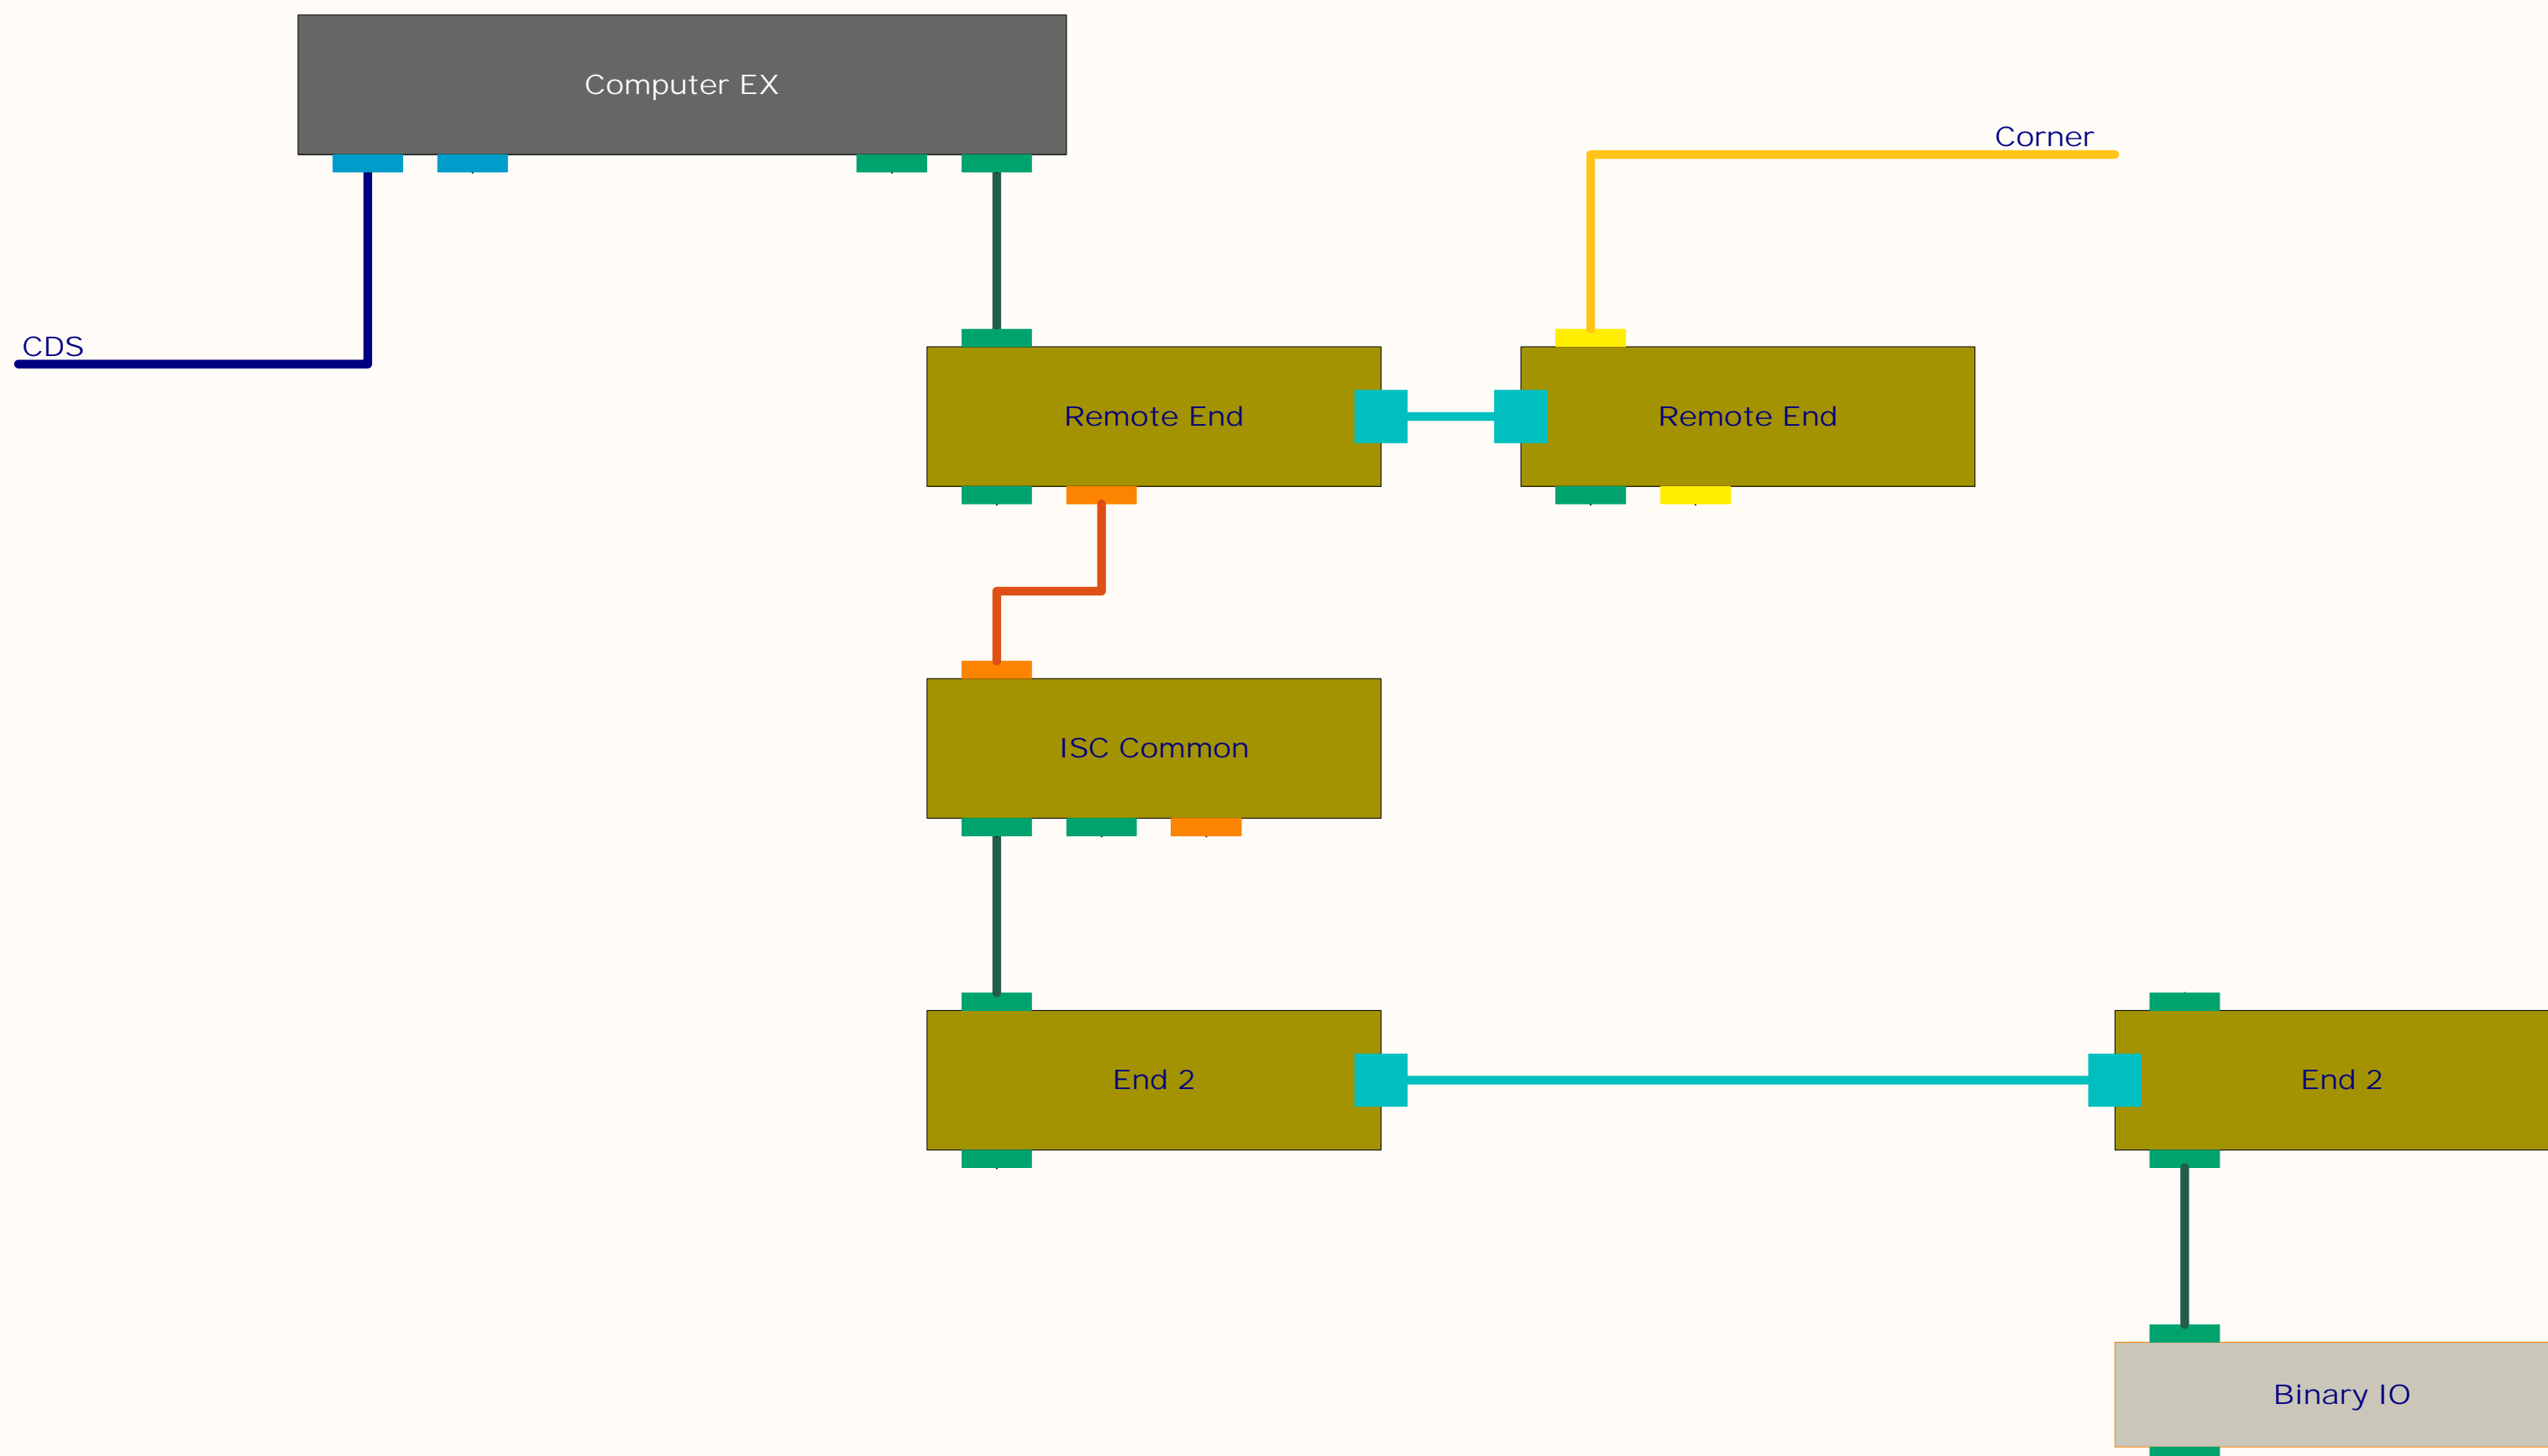 Computer EX
Corner
CDS
Remote End
Remote End
ISC Common
End 2
End 2
Binary IO